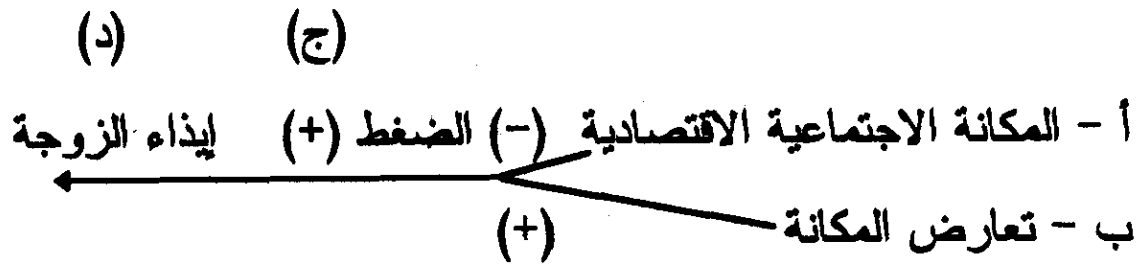 (ج) (د)
أ - المكانة الاجتماعية الاقتصادية (-) الضغط (+) إيذاء الزوجة
ب - تعارض المكانة
(+)